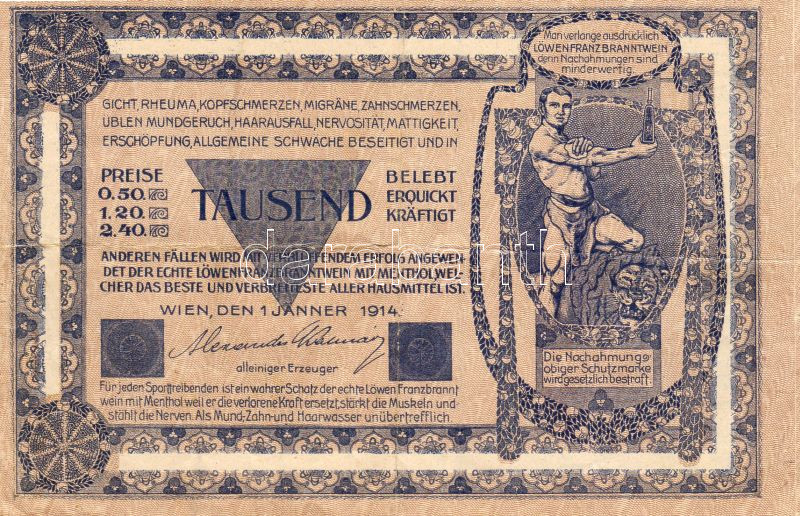 GICHT, RHEUMA, KOPFSCHMERZEN, MIGRÄNE, ZAHNSCHMERZEN,
ÜBLEN MUNDGERUCH, HAARAUSFALL, NERVOSITÄT, MATTIGKEIT,
ERSCHÖPFUNG, ALLGEMEINE SCHWÄCHE BESEITIGT UND IN
PREISE
0.50.
1.20.
2.40.
TAUSEND
BELEBT
ERQUICKT
KRÄFTIGT
ANDEREN FÄLLEN WIRD MIT FFENDEM ERFOLG ANGEWEN
DET DER ECHTE LÖWENFRANZBRANNTWEIN MIT MENTHOL WEL-
CHER DAS BESTE UND VERBREITETSTE ALLER HAUSMITTEL IST.
WIEN, DEN 1 JÄNNER 1914.
alleiniger Erzeuger
Für jeden Sporttreibenden ist ein wahrer Schatz der echte Löwen Franzbrannt
wein mit Menthol weil er die verlorene Kraft ersetzt, stärkt die Muskeln und
stählt die Nerven. Als Mund-Zahn-und Haarwasser unübertrefflich.
Man verlange ausdrücklich
LÖWENFRANZBRANNTWEIN
denn Nachahmungen sind
minderwertig.
Die Nachahmung
obiger Schutzmarke
wird gesetzlich bestraft.
darabanth